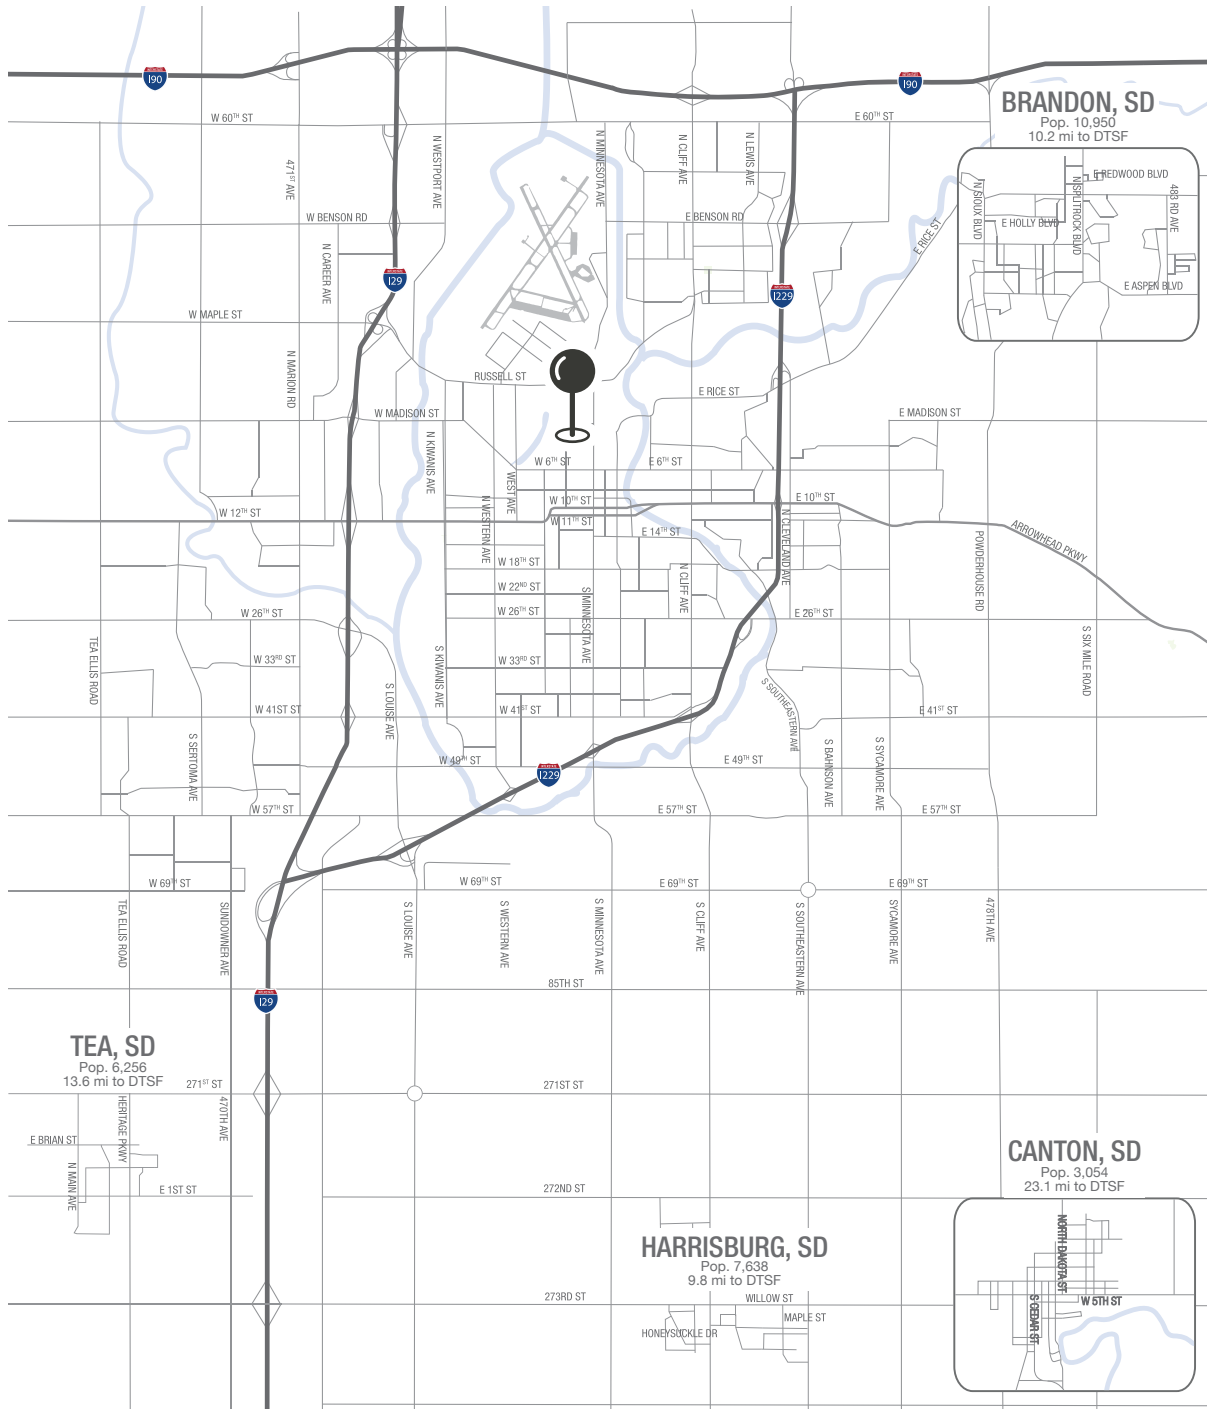 I90
I90
BRANDON, SD
Pop. 10,950
10.2 mi to DTSF
W 60TH ST
E 60TH ST
N WESTPORT AVE
N MINNESOTA AVE
N CLIFF AVE
N LEWIS AVE
471ST AVE
E REDWOOD BLVD
N SIOUX BLVD
N SPLITROCK BLVD
483 RD AVE
E HOLLY BLVD
E ASPEN BLVD
W BENSON RD
E BENSON RD
E RICE ST
N CAREER AVE
I29
I229
W MAPLE ST
N MARION RD
RUSSELL ST
E RICE ST
W MADISON ST
E MADISON ST
N KIWANIS AVE
W 6TH ST
E 6TH ST
WEST AVE
N WESTERN AVE
W 10TH ST
E 10TH ST
W 12TH ST
W 11TH ST
E 14TH ST
N CLEVELAND AVE
ARROWHEAD PKWY
POWDERHOUSE RD
W 18TH ST
N CLIFF AVE
W 22ND ST
S MINNESOTA AVE
W 26TH ST
W 26TH ST
E 26TH ST
TEA ELLIS ROAD
S SIX MILE ROAD
W 33RD ST
S KIWANIS AVE
W 33RD ST
S LOUISE AVE
S SOUTHEASTERN AVE
W 41ST ST
W 41ST ST
E 41ST ST
S SERTOMA AVE
S BAHNSON AVE
S SYCAMORE AVE
W 49TH ST
E 49TH ST
I229
W 57TH ST
E 57TH ST
E 57TH ST
W 69TH ST
W 69TH ST
E 69TH ST
E 69TH ST
TEA ELLIS ROAD
SUNDOWNER AVE
S LOUISE AVE
S WESTERN AVE
S MINNESOTA AVE
S CLIFF AVE
S SOUTHEASTERN AVE
SYCAMORE AVE
478TH AVE
85TH ST
I29
TEA, SD
Pop. 6,256
13.6 mi to DTSF
271ST ST
271ST ST
HERITAGE PKWY
470TH AVE
E BRIAN ST
N MAIN AVE
E 1ST ST
272ND ST
CANTON, SD
Pop. 3,054
23.1 mi to DTSF
NORTH DAKOTA ST
W 5TH ST
S CEDAR ST
HARRISBURG, SD
Pop. 7,638
9.8 mi to DTSF
273RD ST
WILLOW ST
MAPLE ST
HONEYSUCKLE DR